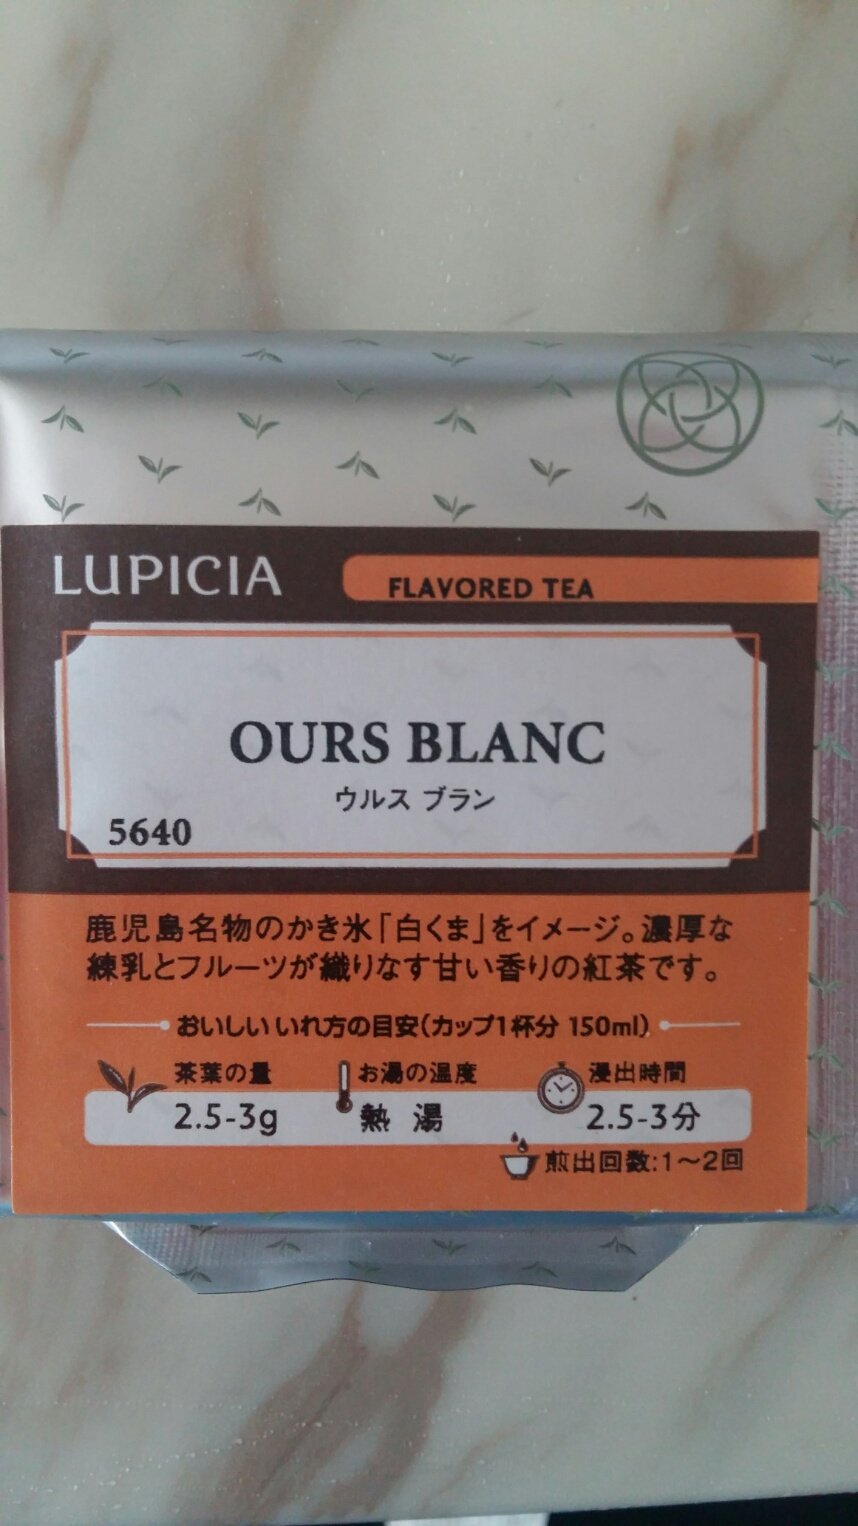 LUPICIA FLAVORED TEA
OURS BLANC
ウルス ブラン
5640
鹿児島名物のかき氷「白くま」をイメージ。濃厚な
練乳とフルーツが織りなす甘い香りの紅茶です。
おいしいいれ方の目安(カップ1杯分 150ml)
茶葉の量 お湯の温度 浸出時間
2.5-3g 熱湯 2.5-3分
煎出回数:1～2回